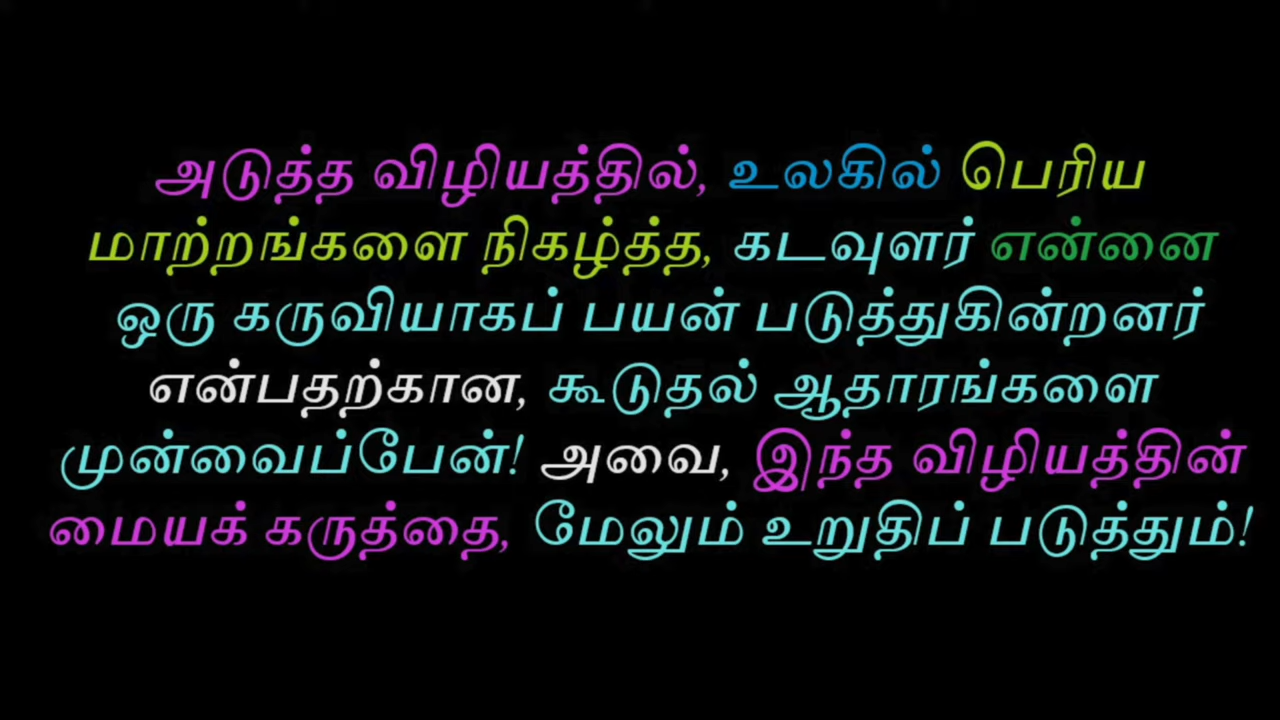 அடுத்த விழியத்தில், உலகில் பெரிய
மாற்றங்களை நிகழ்த்த, கடவுளர் என்னை
ஒரு கருவியாகப் பயன் படுத்துகின்றனர்
என்பதற்கான, கூடுதல் ஆதாரங்களை
முன்வைப்பேன்! அவை, இந்த விழியத்தின்
மையக் கருத்தை, மேலும் உறுதிப் படுத்தும்!